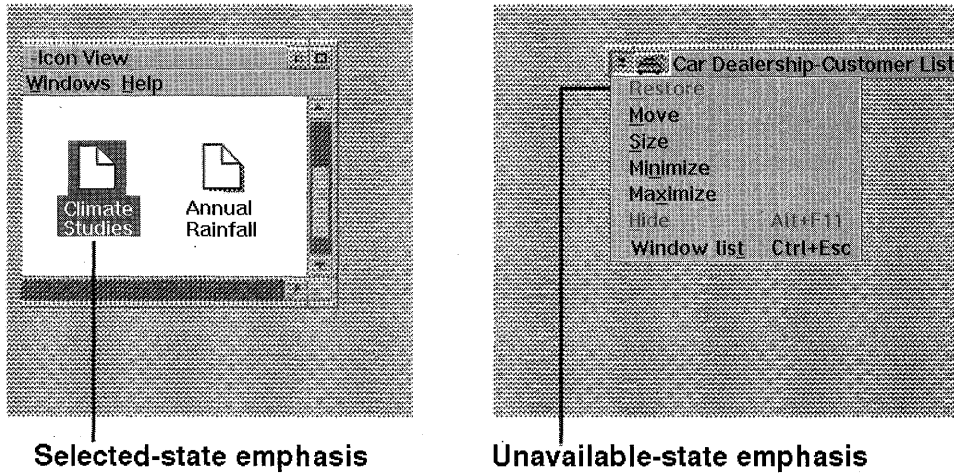 -Icon View
Windows Help
Climate
Studies
Annual
Rainfall
Selected-state emphasis
Car Dealership-Customer List
Restore
Move
Size
Minimize
Maximize
Hide Alt+F11
Window list Ctrl+Esc
Unavailable-state emphasis